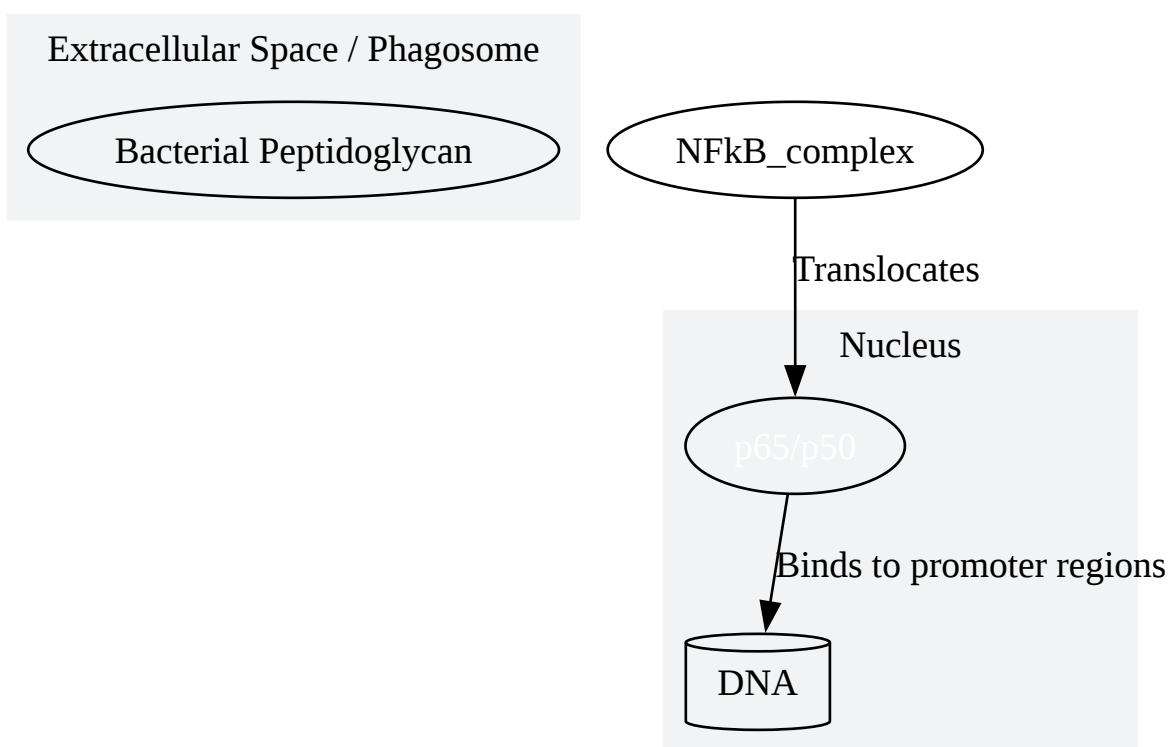 Extracellular Space / Phagosome
Bacterial Peptidoglycan
NFkB_complex
Translocates
Nucleus
p65/p50
Binds to promoter regions
DNA